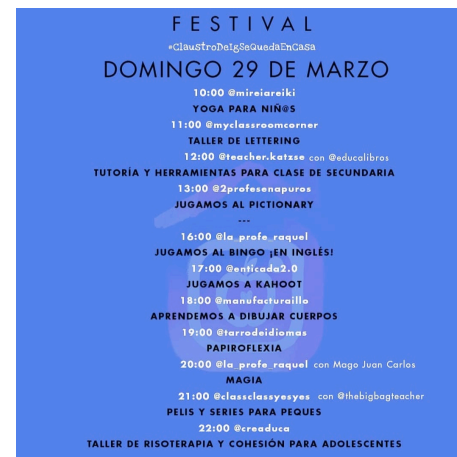 FESTIVAL
#ClaustroDeIgSeQuedaEnCasa
DOMINGO 29 DE MARZO
10:00 @mireiareiki
YOGA PARA NIÑ@S
11:00 @myclassroomcorner
TALLER DE LETTERING
12:00 @teacher.katzse con @educalibros
TUTORÍA Y HERRAMIENTAS PARA CLASE DE SECUNDARIA
13:00 @2profesenapuros
JUGAMOS AL PICTIONARY
---
16:00 @la_profe_raquel
JUGAMOS AL BINGO ¡EN INGLÉS!
17:00 @enticada2.0
JUGAMOS A KAHOOT
18:00 @manufacturaillo
APRENDEMOS A DIBUJAR CUERPOS
19:00 @tarrodeidiomas
PAPIROFLEXIA
20:00 @la_profe_raquel con Mago Juan Carlos
MAGIA
21:00 @classclassyesyes con @thebigbagteacher
PELIS Y SERIES PARA PEQUES
22:00 @creaduca
TALLER DE RISOTERAPIA Y COHESIÓN PARA ADOLESCENTES